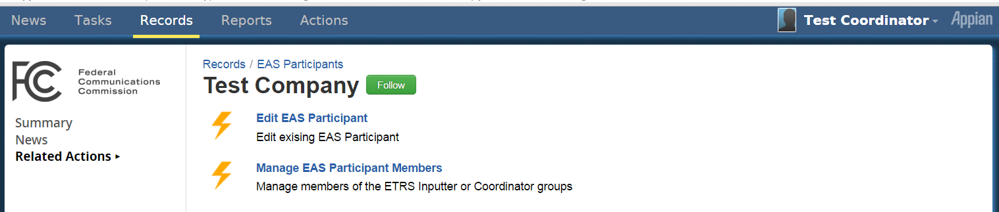 News Tasks Records Reports Actions Test Coordinator Appian
FCC Federal
Communications
Commission
Records / EAS Participants
Test Company Follow
Summary
News
Related Actions
Edit EAS Participant
Edit exising EAS Participant
Manage EAS Participant Members
Manage members of the ETRS Inputter or Coordinator groups